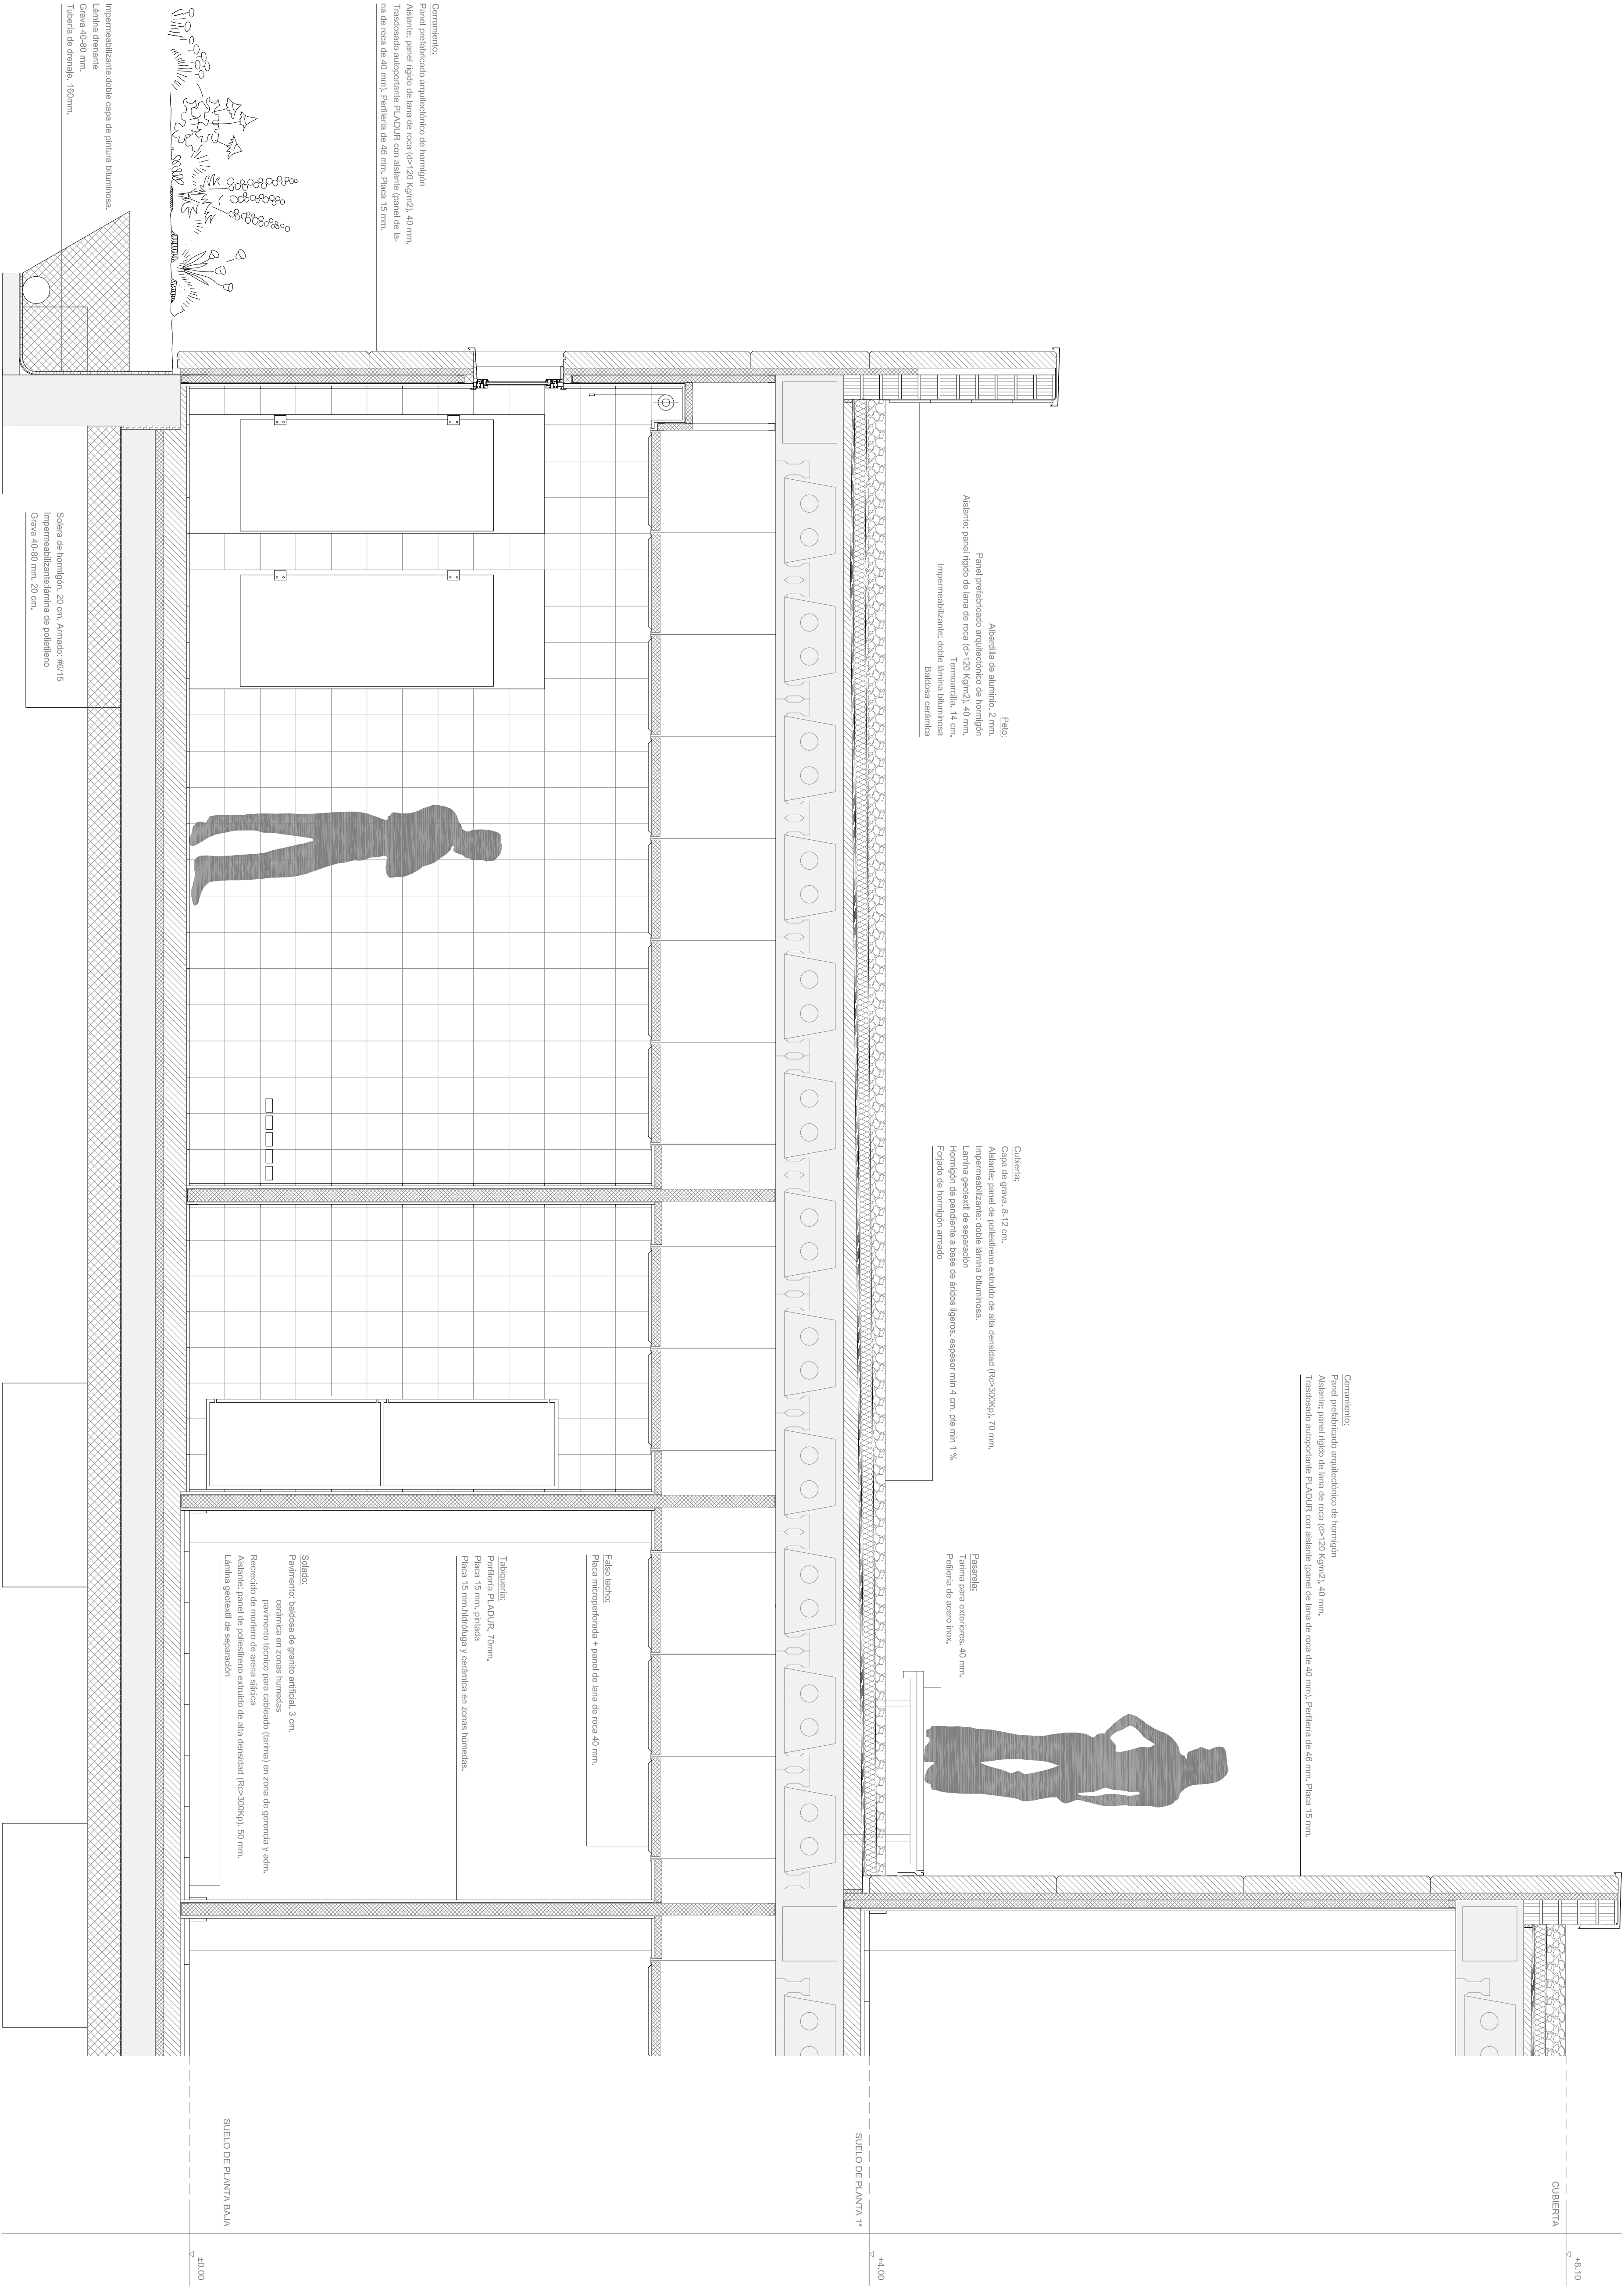 Cerramiento:
Panel prefabricado arquitectónico de hormigón
Aislante: panel rígido de lana de roca (d>120 Kg/m2). 40 mm.
Trasdosado autoportante PLADUR con aislante (panel de lana de roca de 40 mm). Perfilería de 46 mm. Placa 15 mm.
Peto:
Albardilla de aluminio. 2 mm.
Panel prefabricado arquitectónico de hormigón
Aislante: panel rígido de lana de roca (d>120 Kg/m2). 40 mm.
Termoarcilla. 14 cm.
Impermeabilizante: doble lámina bituminosa
Baldosa cerámica
Cubierta:
Capa de grava. 8-12 cm.
Aislante: panel de poliestireno extruido de alta densidad (Rc>300Kp). 70 mm.
Impermeabilizante: doble lámina bituminosa.
Lamina geotextil de separación
Hormigón de pendiente a base de áridos ligeros. espesor min 4 cm. pte min 1 %
Forjado de hormigón armado
Pasarela:
Tarima para exteriores. 40 mm.
Pefilería de acero inox.
Cerramiento:
Panel prefabricado arquitectónico de hormigón
Aislante: panel rígido de lana de roca (d>120 Kg/m2). 40 mm.
Trasdosado autoportante PLADUR con aislante (panel de la-
na de roca de 40 mm). Perfilería de 46 mm. Placa 15 mm.
Falso techo:
Placa microperforada + panel de lana de roca 40 mm.
Tabiquería:
Perfilería PLADUR. 70mm.
Placa 15 mm. pintada
Placa 15 mm.hidrófuga y cerámica en zonas húmedas.
Solado:
Pavimento: baldosa de granito artificial. 3 cm.
cerámica en zonas humedas
pavimento técnico para cableado (tarima) en zona de gerencia y adm.
Recrecido de mortero de arena silícica
Aislante: panel de poliestireno extruido de alta densidad (Rc>300Kp). 50 mm.
Lámina geotextil de separación
Impermeabilizante:doble capa de pintura bituminosa.
Lámina drenante
Grava 40-80 mm.
Tubería de drenaje. 160mm.
Solera de hormigón. 20 cm. Armado: #6/15
Impermeabilizante:lámina de polietileno
Grava 40-80 mm. 20 cm.
CUBIERTA
+8.10
SUELO DE PLANTA 1ª
+4.00
SUELO DE PLANTA BAJA
±0.00